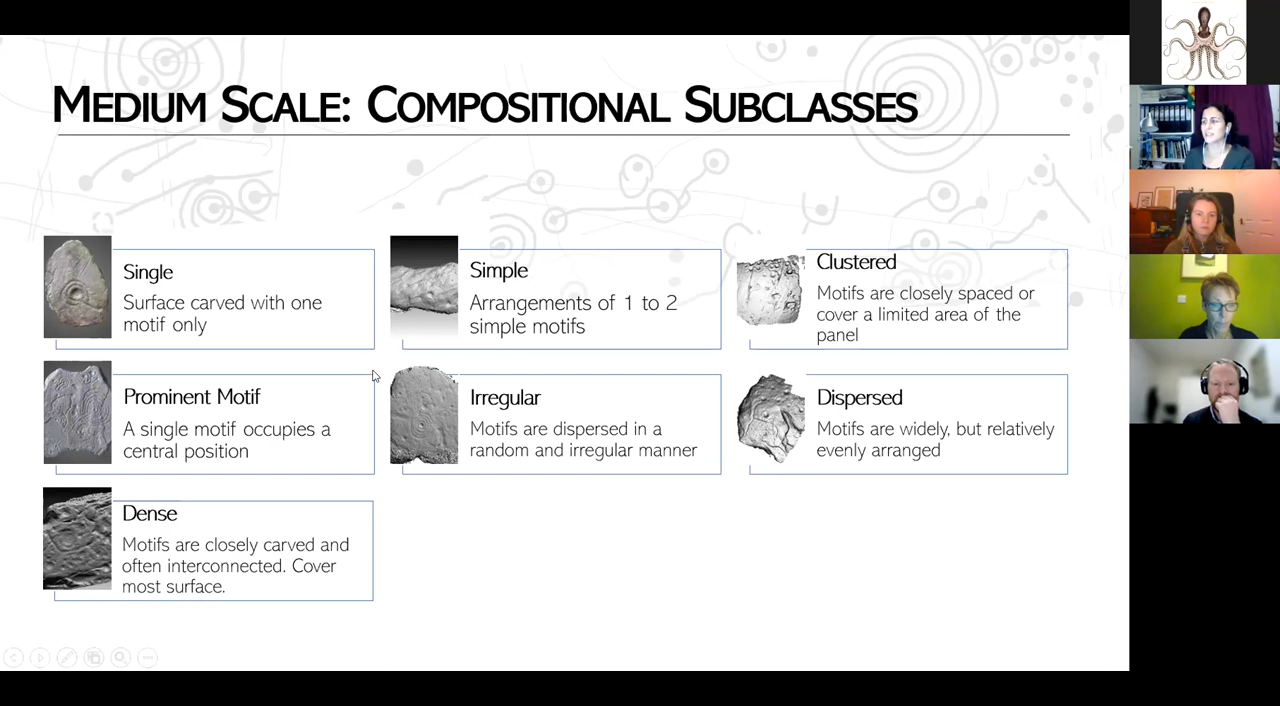 MEDIUM SCALE: COMPOSITIONAL SUBCLASSES
Single
Surface carved with one
motif only
Simple
Arrangements of 1 to 2
simple motifs
Clustered
Motifs are closely spaced or
cover a limited area of the
panel
Prominent Motif
A single motif occupies a
central position
Irregular
Motifs are dispersed in a
random and irregular manner
Dispersed
Motifs are widely, but relatively
evenly arranged
Dense
Motifs are closely carved and
often interconnected. Cover
most surface.